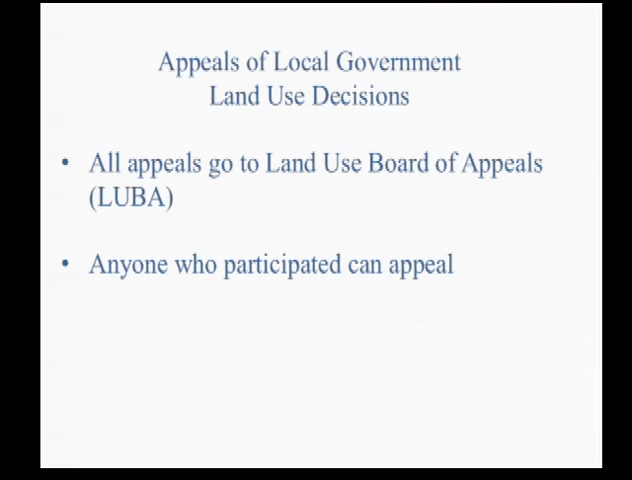 Appeals of Local Government
Land Use Decisions
• All appeals go to Land Use Board of Appeals
(LUBA)
• Anyone who participated can appeal